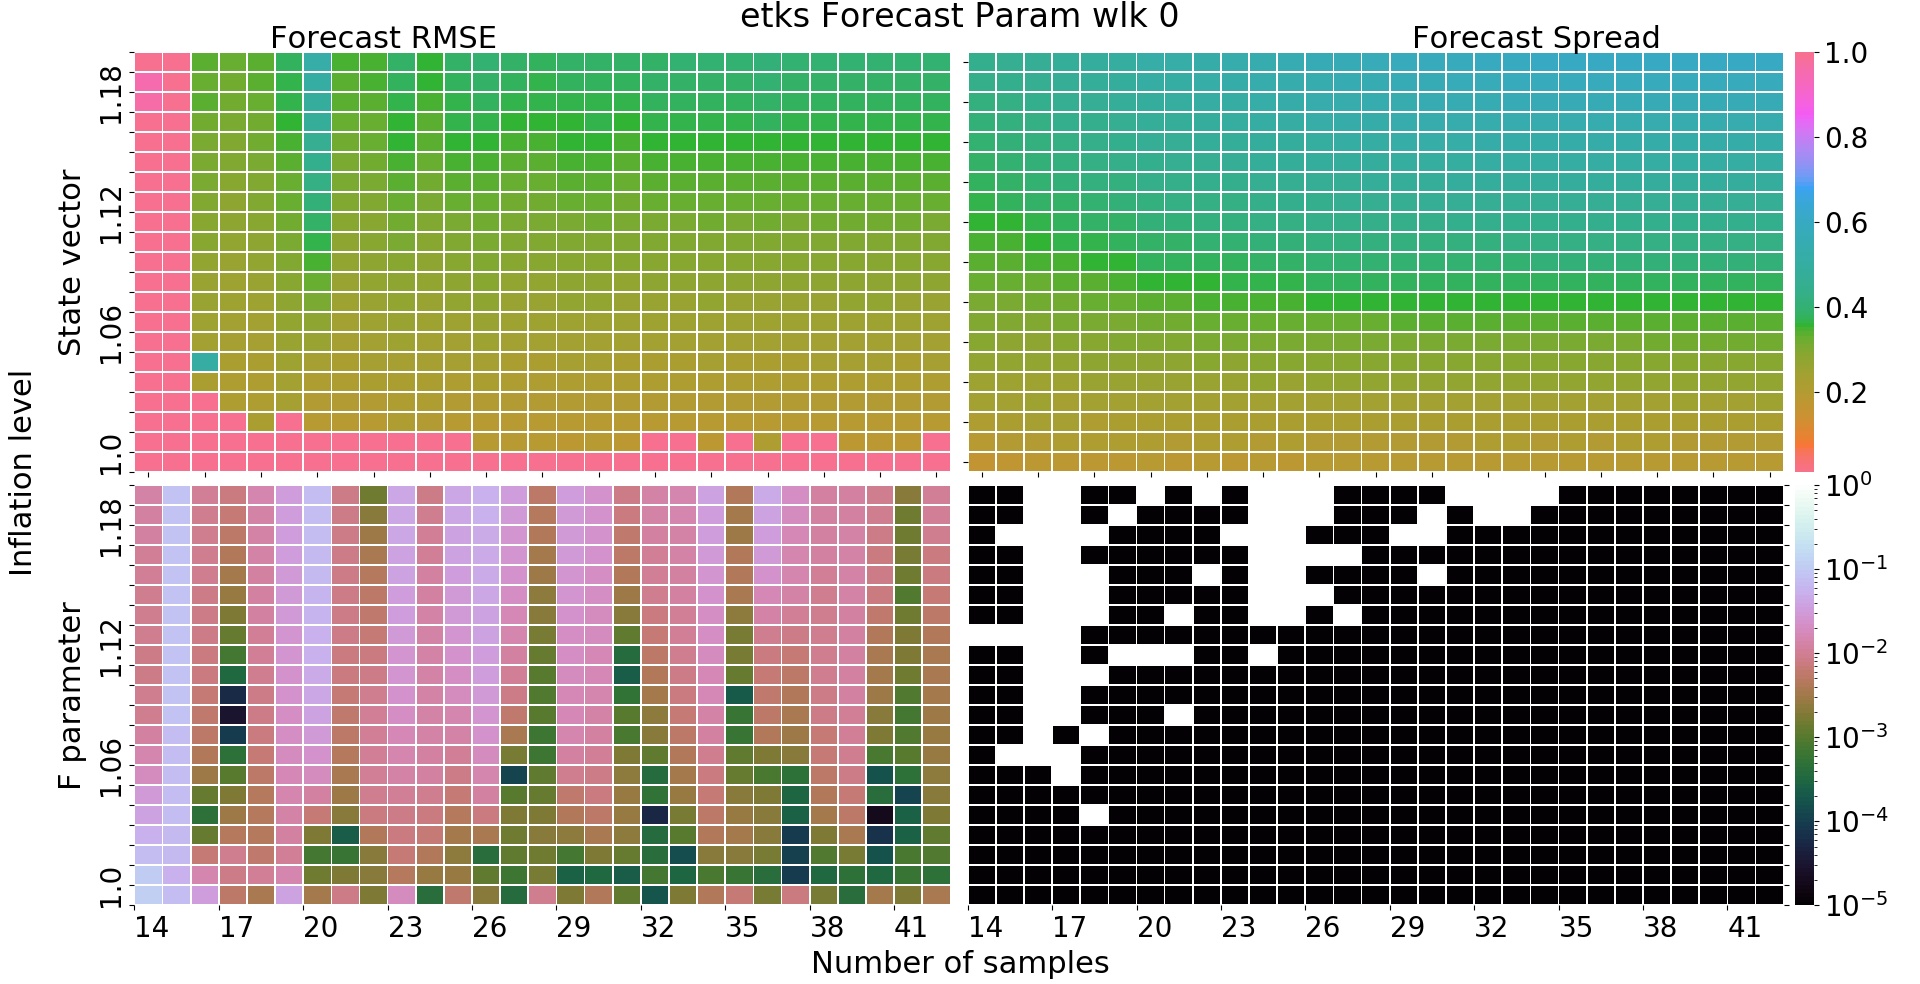 etks Forecast Param wlk 0
Forecast RMSE
Forecast Spread
Inflation level
State vector
1.18
1.12
1.06
1.0
1.0
0.8
0.6
0.4
0.2
F parameter
1.18
1.12
1.06
1.0
10⁰
10⁻¹
10⁻²
10⁻³
10⁻⁴
10⁻⁵
14 17 20 23 26 29 32 35 38 41
14 17 20 23 26 29 32 35 38 41
Number of samples